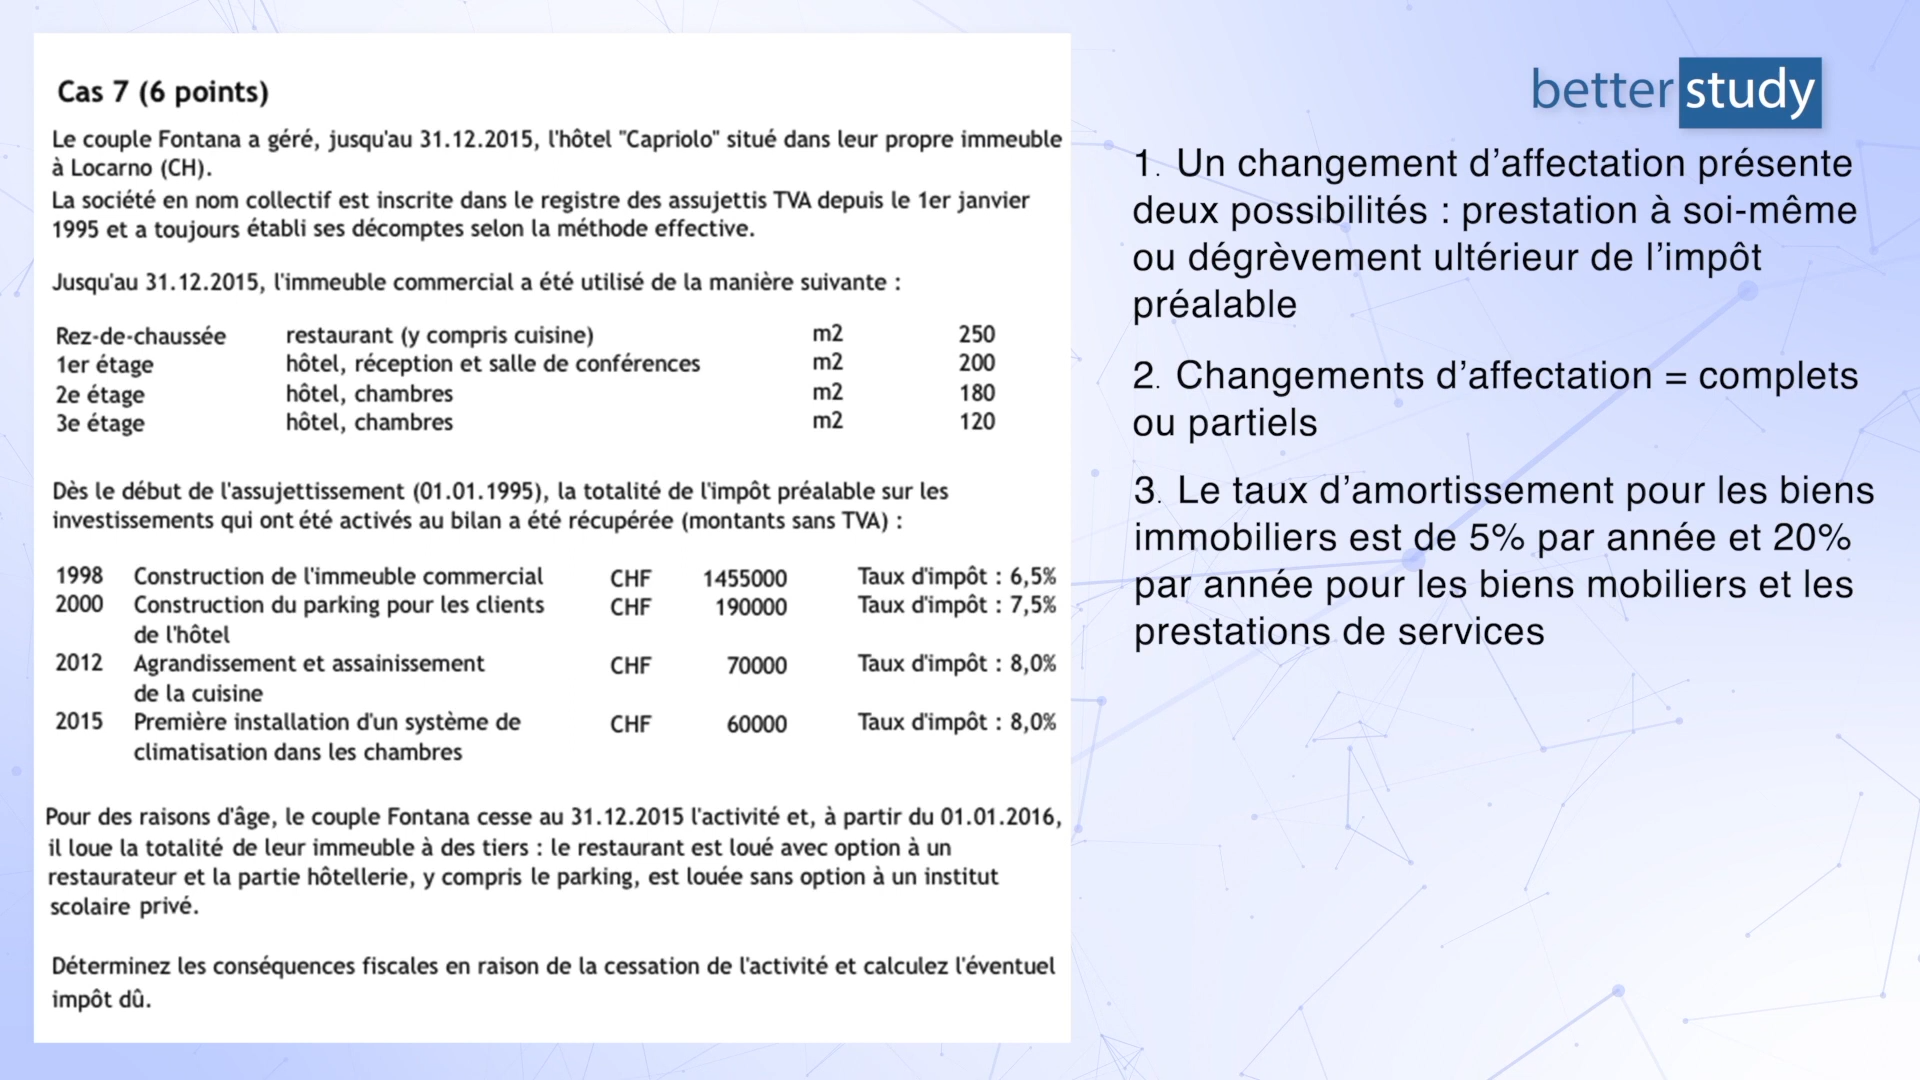 Cas 7 (6 points)
Le couple Fontana a géré, jusqu'au 31.12.2015, l'hôtel "Capriolo" situé dans leur propre immeuble
à Locarno (CH).
La société en nom collectif est inscrite dans le registre des assujettis TVA depuis le 1er janvier
1995 et a toujours établi ses décomptes selon la méthode effective.
Jusqu'au 31.12.2015, l'immeuble commercial a été utilisé de la manière suivante :
Rez-de-chaussée restaurant (y compris cuisine) m2 250
1er étage hôtel, réception et salle de conférences m2 200
2e étage hôtel, chambres m2 180
3e étage hôtel, chambres m2 120
Dès le début de l'assujettissement (01.01.1995), la totalité de l'impôt préalable sur les
investissements qui ont été activés au bilan a été récupérée (montants sans TVA) :
1998 Construction de l'immeuble commercial CHF 1455000 Taux d'impôt : 6,5%
2000 Construction du parking pour les clients CHF 190000 Taux d'impôt : 7,5%
de l'hôtel
2012 Agrandissement et assainissement CHF 70000 Taux d'impôt : 8,0%
de la cuisine
2015 Première installation d'un système de CHF 60000 Taux d'impôt : 8,0%
climatisation dans les chambres
Pour des raisons d'âge, le couple Fontana cesse au 31.12.2015 l'activité et, à partir du 01.01.2016,
il loue la totalité de leur immeuble à des tiers : le restaurant est loué avec option à un
restaurateur et la partie hôtellerie, y compris le parking, est louée sans option à un institut
scolaire privé.
Déterminez les conséquences fiscales en raison de la cessation de l'activité et calculez l'éventuel
impôt dû.
better study
1. Un changement d'affectation présente
deux possibilités : prestation à soi-même
ou dégrèvement ultérieur de l'impôt
préalable
2. Changements d'affectation = complets
ou partiels
3. Le taux d'amortissement pour les biens
immobiliers est de 5% par année et 20%
par année pour les biens mobiliers et les
prestations de services